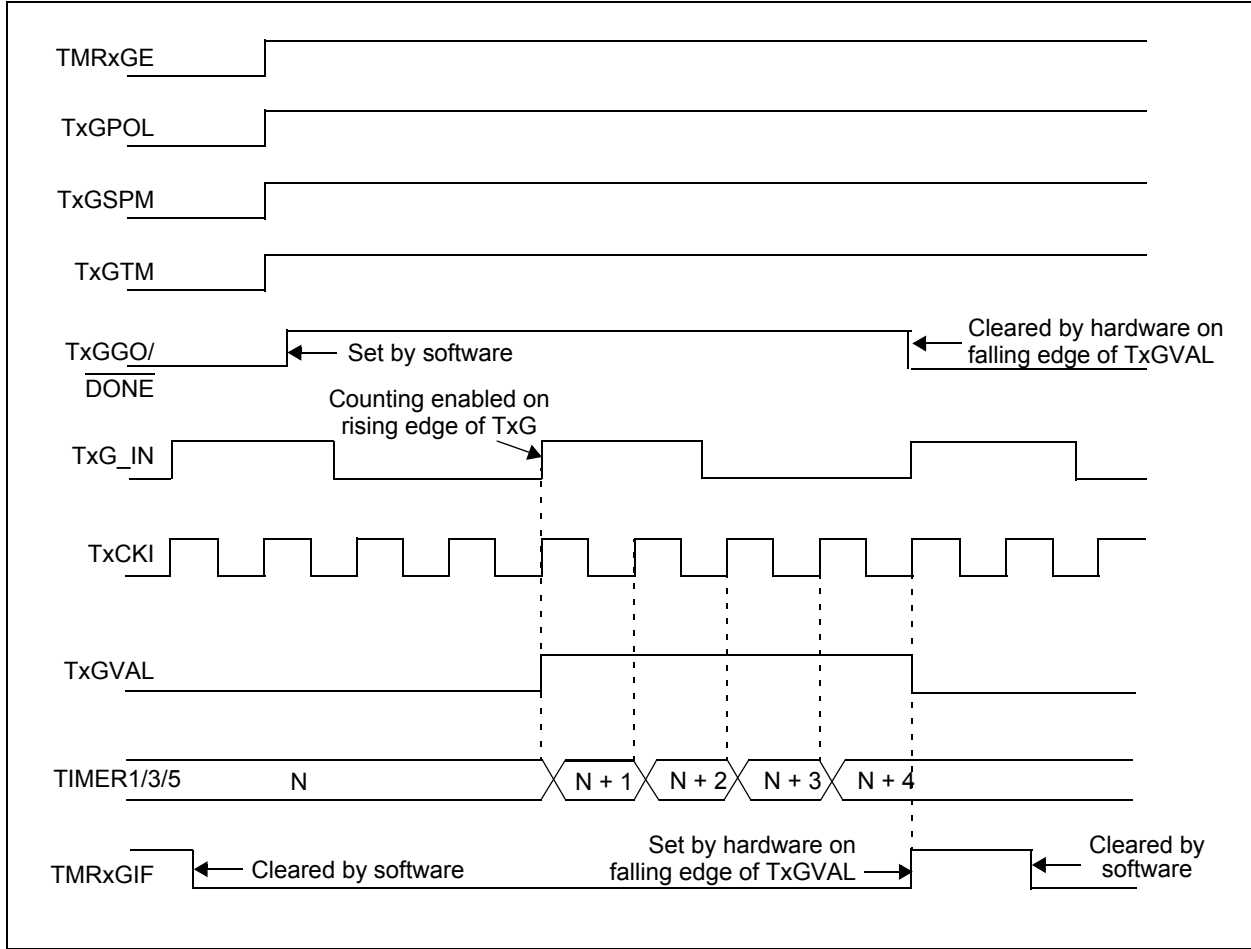 TMRxGE
TxGPOL
TxGSPM
TxGTM
TxGGO/
DONE
Set by software
Cleared by hardware on
falling edge of TxGVAL
Counting enabled on
rising edge of TxG
TxG_IN
TxCKI
TxGVAL
TIMER1/3/5
N
N + 1
N + 2
N + 3
N + 4
TMRxGIF
Cleared by software
Set by hardware on
falling edge of TxGVAL
Cleared by
software